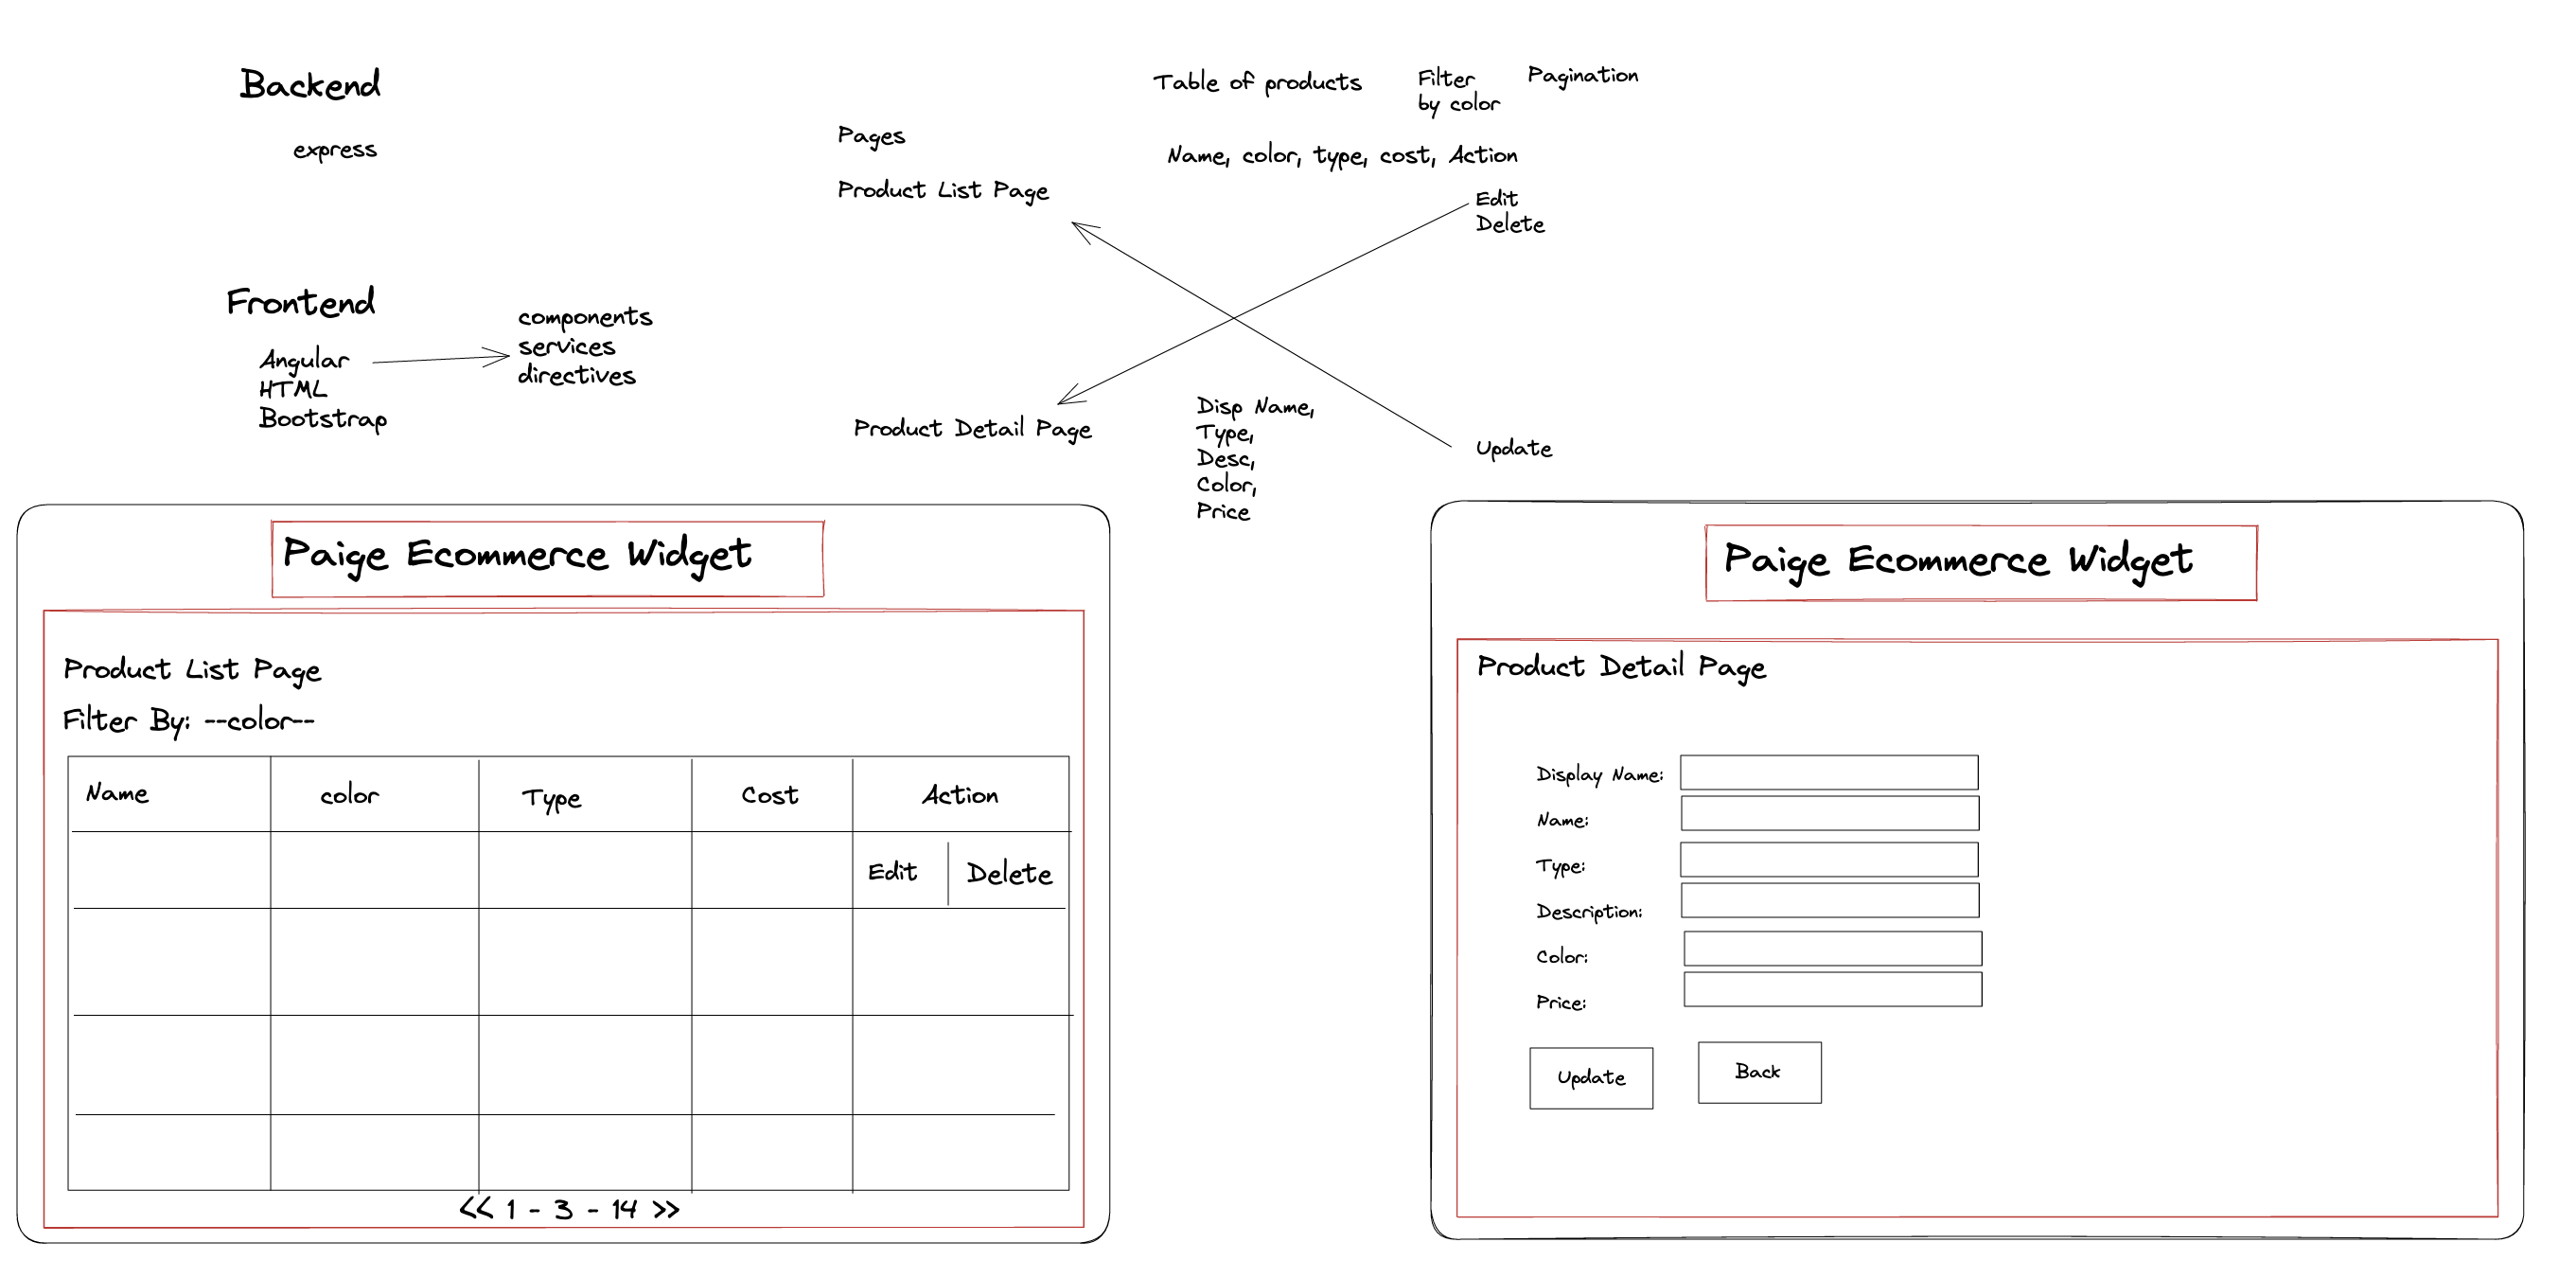 Backend
express
Frontend
Angular
HTML
Bootstrap
components
services
directives
Pages
Product List Page
Table of products
Filter
by color
Pagination
Name, color, type, cost, Action
Edit
Delete
Product Detail Page
Disp Name,
Type,
Desc,
Color,
Price
Update
Paige Ecommerce Widget
Product List Page
Filter By: --color--
Name color Type Cost Action
Edit Delete
<< 1 - 3 - 14 >>
Paige Ecommerce Widget
Product Detail Page
Display Name:
Name:
Type:
Description:
Color:
Price:
Update Back